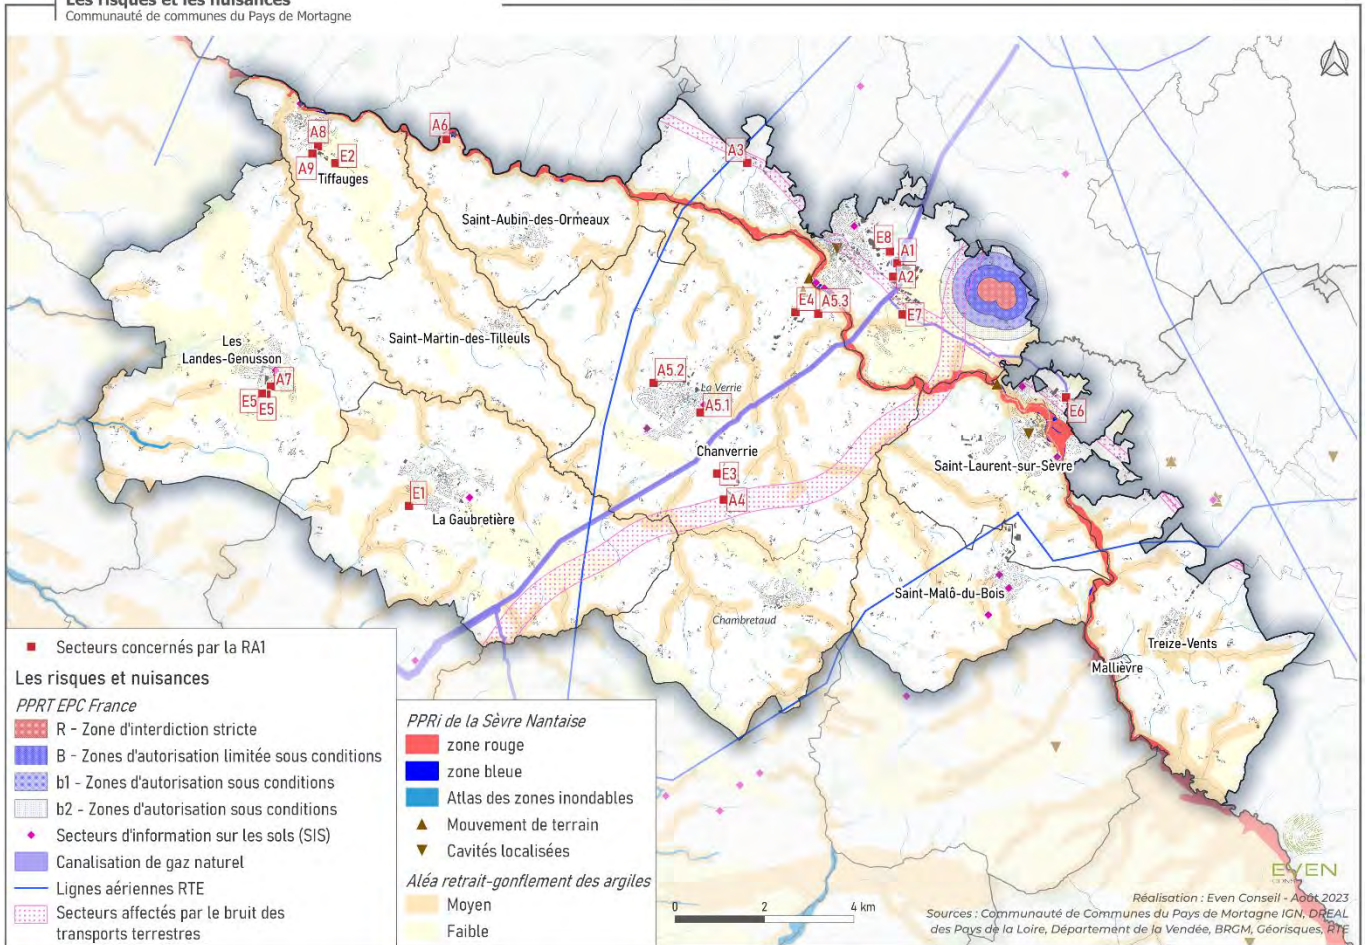 Les risques et les nuisances
Communauté de communes du Pays de Mortagne
A8
A9
E2
Tiffauges
A6
A3
Saint-Aubin-des-Ormeaux
E8
A1
A2
E4
A5.3
E7
Saint-Martin-des-Tilleuls
Les
Landes-Genusson
A7
E5
E5
A5.2
La Verrie
A5.1
E6
Chanverrie
E3
A4
Saint-Laurent-sur-Sèvre
E1
La Gaubretière
Saint-Malô-du-Bois
Chambretaud
Treize-Vents
Mallièvre
Secteurs concernés par la RA1
Les risques et nuisances
PPRT EPC France
R - Zone d'interdiction stricte
B - Zones d'autorisation limitée sous conditions
b1 - Zones d'autorisation sous conditions
b2 - Zones d'autorisation sous conditions
Secteurs d'information sur les sols (SIS)
Canalisation de gaz naturel
Lignes aériennes RTE
Secteurs affectés par le bruit des
transports terrestres
PPRi de la Sèvre Nantaise
zone rouge
zone bleue
Atlas des zones inondables
Mouvement de terrain
Cavités localisées
Aléa retrait-gonflement des argiles
Moyen
Faible
0 2 4 km
EVEN
Réalisation : Even Conseil - Août 2023
Sources : Communauté de Communes du Pays de Mortagne IGN, DREAL
des Pays de la Loire, Département de la Vendée, BRGM, Géorisques, RTE